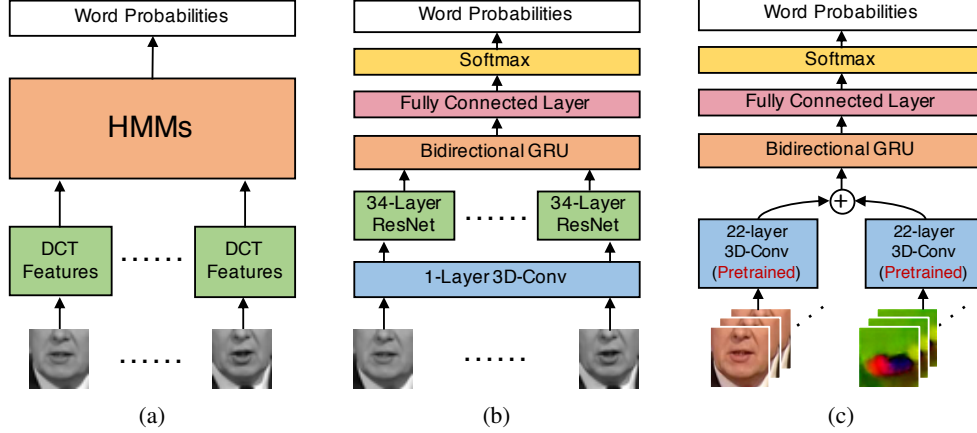 Word Probabilities
HMMs
DCT
Features
......
DCT
Features
......
(a)
Word Probabilities
Softmax
Fully Connected Layer
Bidirectional GRU
34-Layer
ResNet
......
34-Layer
ResNet
1-Layer 3D-Conv
......
(b)
Word Probabilities
Softmax
Fully Connected Layer
Bidirectional GRU
+
22-layer
3D-Conv
(Pretrained)
22-layer
3D-Conv
(Pretrained)
(c)